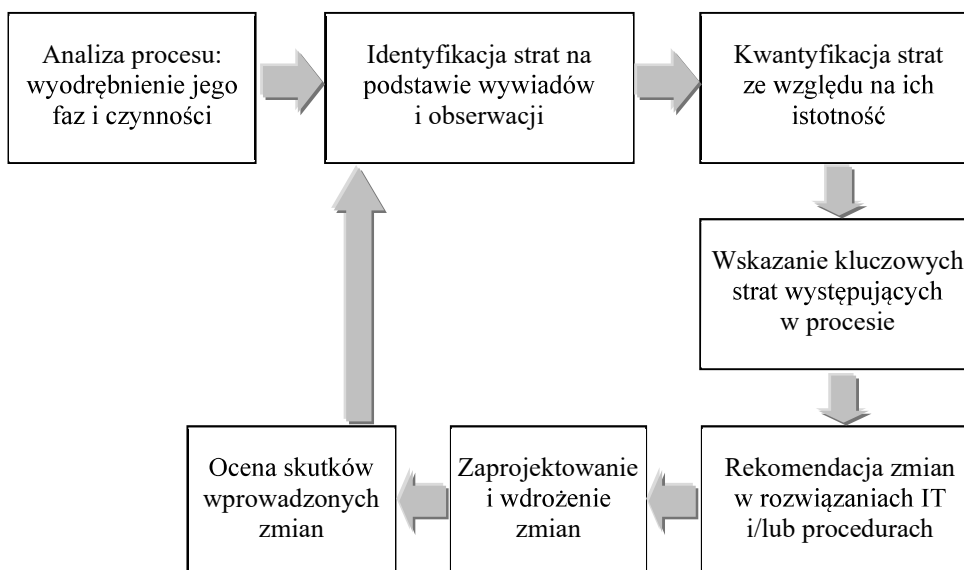 Analiza procesu:
wyodrębnienie jego
faz i czynności
Identyfikacja strat na
podstawie wywiadów
i obserwacji
Kwantyfikacja strat
ze względu na ich
istotność
Wskazanie kluczowych
strat występujących
w procesie
Rekomendacja zmian
w rozwiązaniach IT
i/lub procedurach
Zaprojektowanie
i wdrożenie
zmian
Ocena skutków
wprowadzonych
zmian